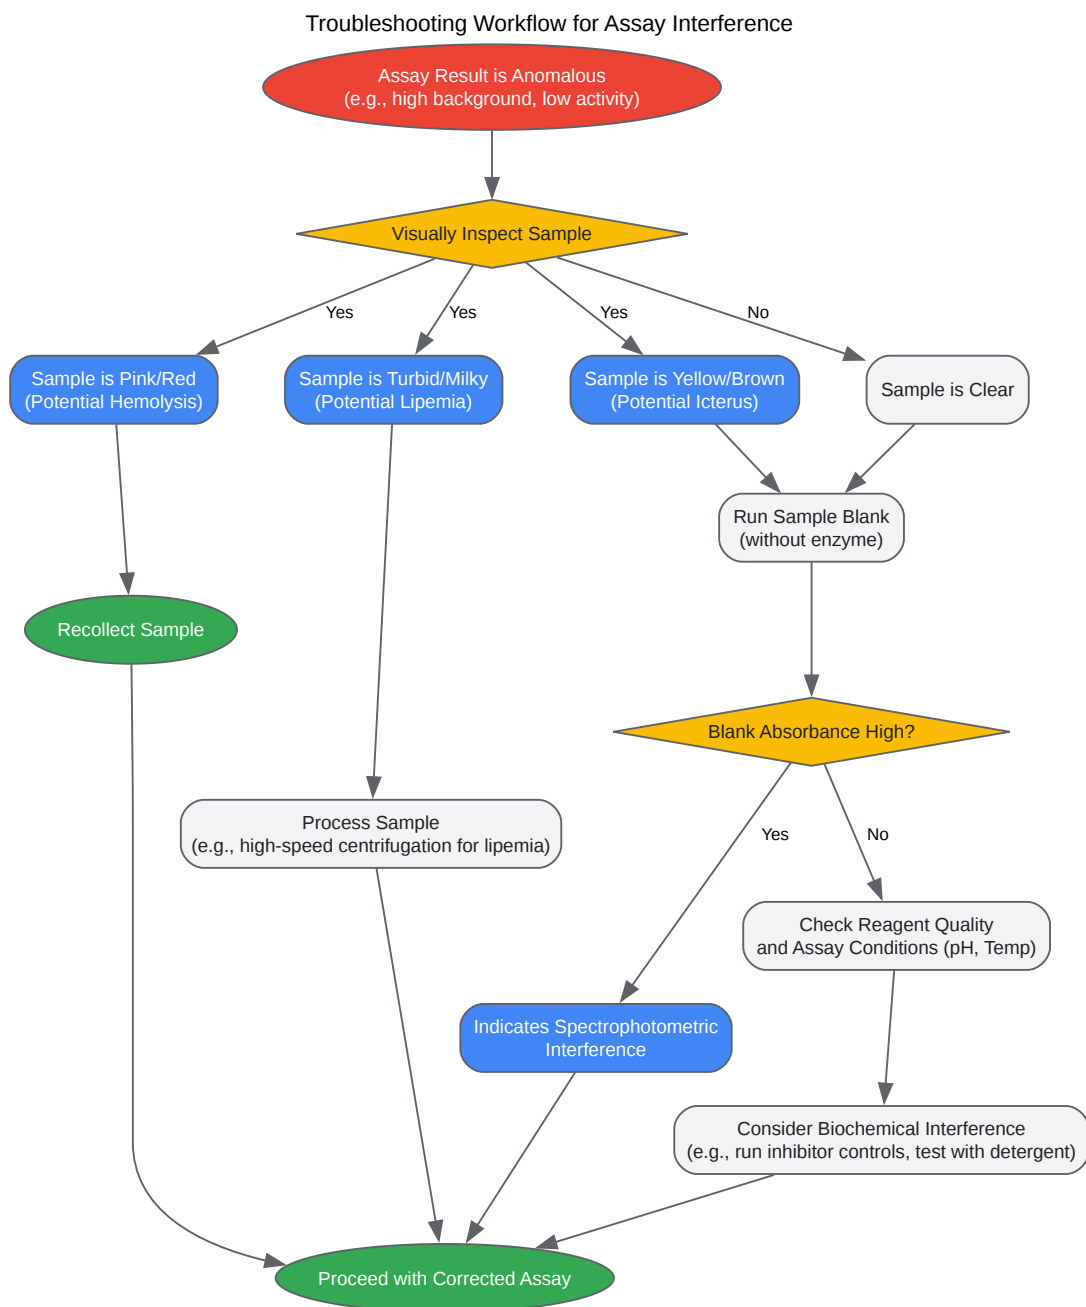 Troubleshooting Workflow for Assay Interference
Assay Result is Anomalous
(e.g., high background, low activity)
Visually Inspect Sample
Yes
Yes
Yes
No
Sample is Pink/Red
(Potential Hemolysis)
Sample is Turbid/Milky
(Potential Lipemia)
Sample is Yellow/Brown
(Potential Icterus)
Sample is Clear
Run Sample Blank
(without enzyme)
Recollect Sample
Blank Absorbance High?
Process Sample
(e.g., high-speed centrifugation for lipemia)
Yes
No
Check Reagent Quality
and Assay Conditions (pH, Temp)
Indicates Spectrophotometric
Interference
Consider Biochemical Interference
(e.g., run inhibitor controls, test with detergent)
Proceed with Corrected Assay